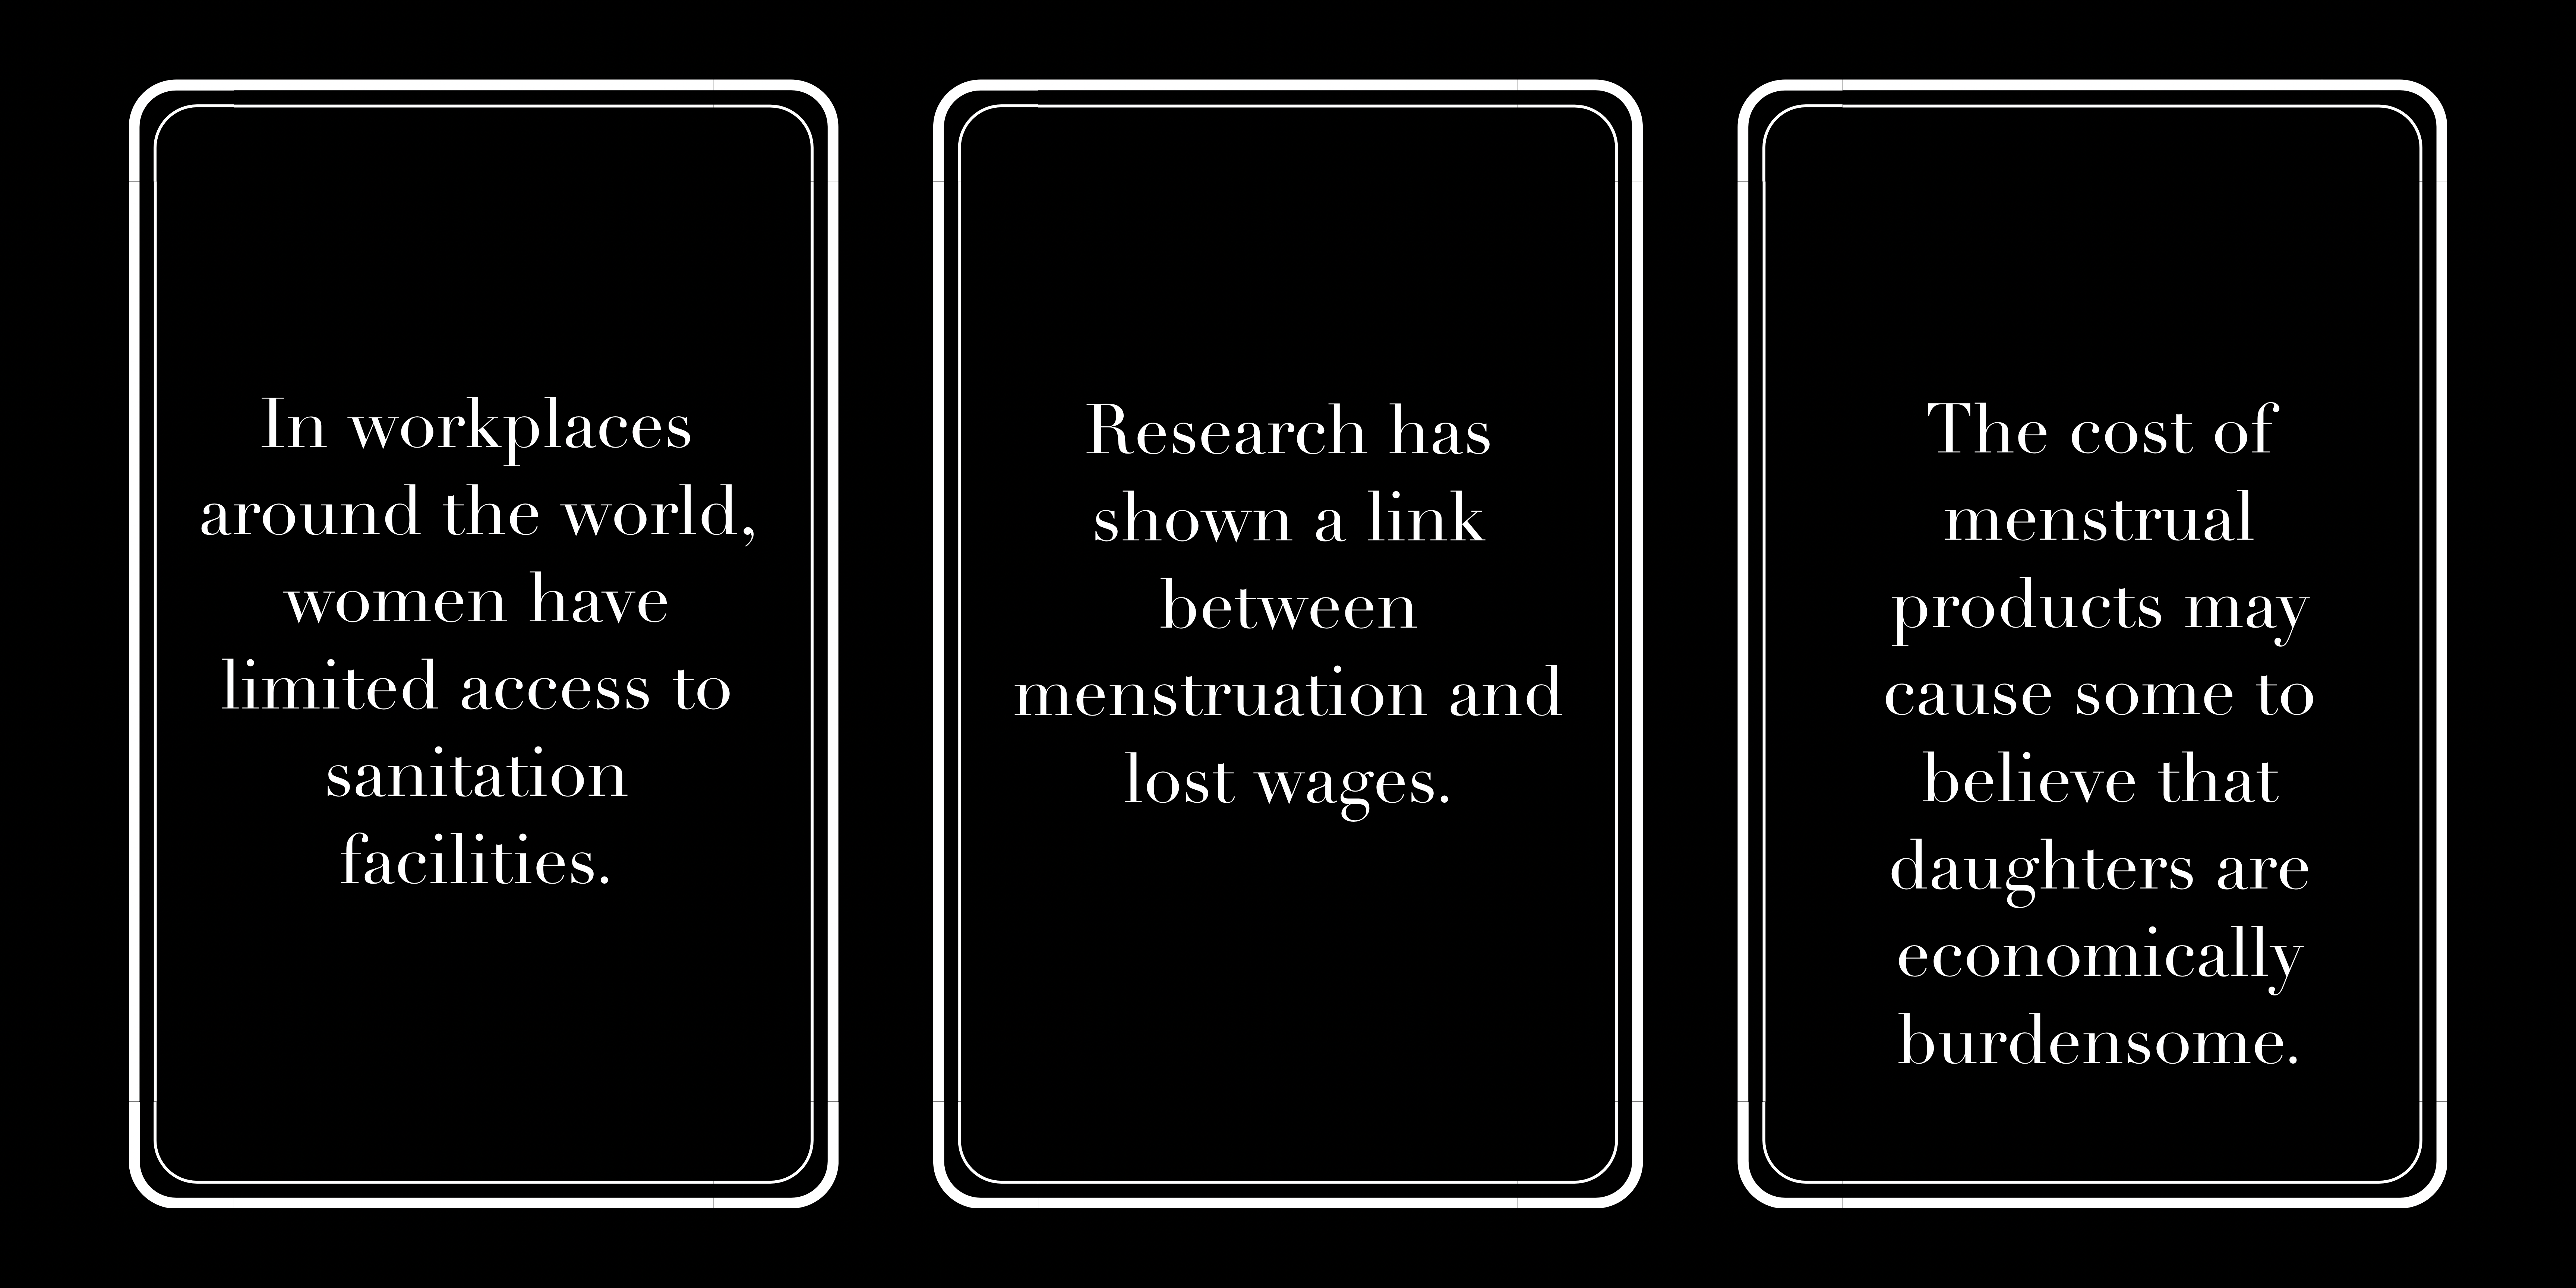 In workplaces
around the world,
women have
limited access to
sanitation
facilities.
Research has
shown a link
between
menstruation and
lost wages.
The cost of
menstrual
products may
cause some to
believe that
daughters are
economically
burdensome.